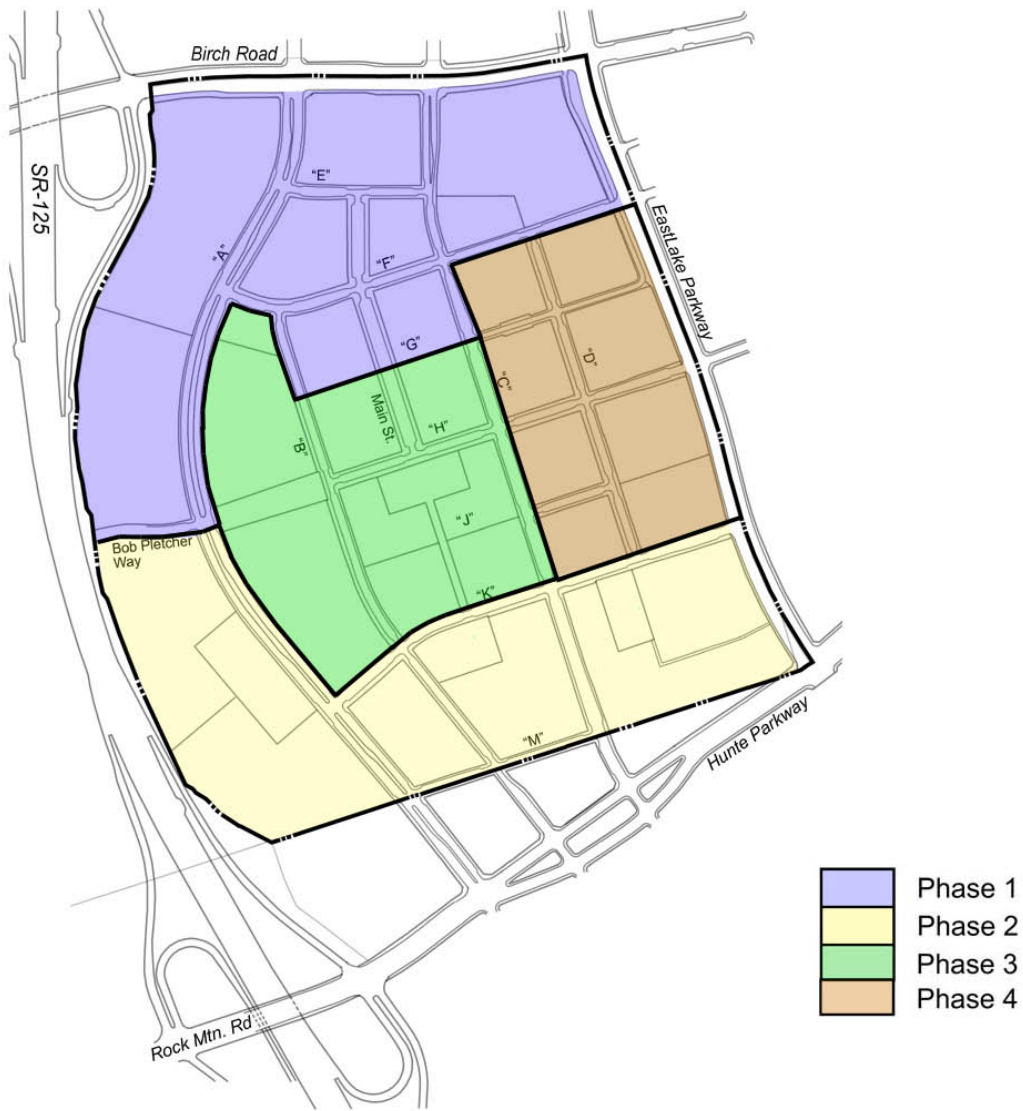 Birch Road
SR-125
"E"
EastLake Parkway
"A"
"F"
"G"
"D"
"C"
Main St.
"H"
"B"
"J"
Bob Pletcher
Way
"K"
"M"
Hunte Parkway
Phase 1
Phase 2
Phase 3
Phase 4
Rock Mtn. Rd